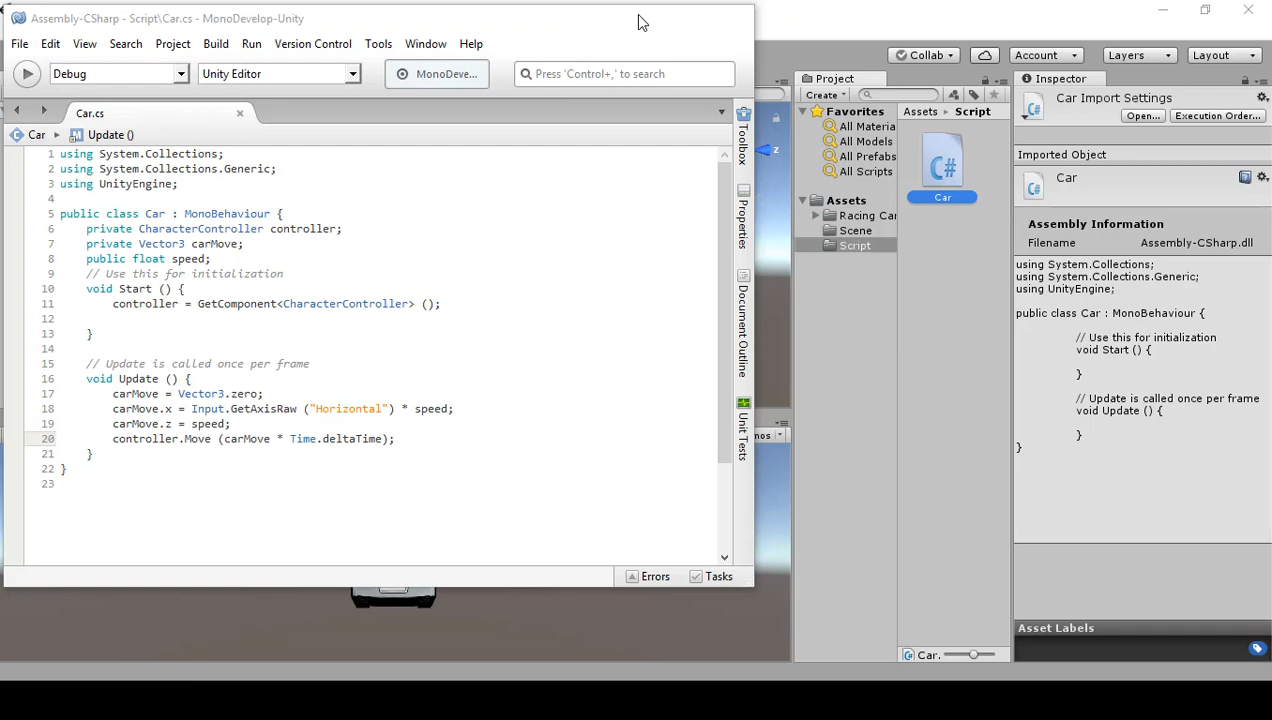 Assembly-CSharp - Script\Car.cs - MonoDevelop-Unity
File Edit View Search Project Build Run Version Control Tools Window Help
Debug Unity Editor MonoDeve... Press 'Control+,' to search
Car.cs
Car Update ()
1 using System.Collections;
2 using System.Collections.Generic;
3 using UnityEngine;
4
5 public class Car : MonoBehaviour {
6 private CharacterController controller;
7 private Vector3 carMove;
8 public float speed;
9 // Use this for initialization
10 void Start () {
11 controller = GetComponent<CharacterController> ();
12
13 }
14
15 // Update is called once per frame
16 void Update () {
17 carMove = Vector3.zero;
18 carMove.x = Input.GetAxisRaw ("Horizontal") * speed;
19 carMove.z = speed;
20 controller.Move (carMove * Time.deltaTime);
21 }
22 }
23
Toolbox
Properties
Document Outline
Unit Tests
Errors Tasks
z
nos
Collab Account Layers Layout
Project
Create
Favorites
All Materia
All Models
All Prefabs
All Scripts
Assets
Racing Car
Scene
Script
Assets Script
C#
Car
Car.
Inspector
Car Import Settings
Open... Execution Order...
Imported Object
Car
Assembly Information
Filename Assembly-CSharp.dll
using System.Collections;
using System.Collections.Generic;
using UnityEngine;
public class Car : MonoBehaviour {
// Use this for initialization
void Start () {
}
// Update is called once per frame
void Update () {
}
}
Asset Labels